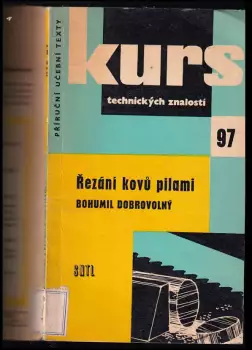 PŘÍRUČNÍ UČEBNÍ TEXTY
kurs
technických znalostí
97
Řezání kovů pilami
BOHUMIL DOBROVOLNÝ
SNTL